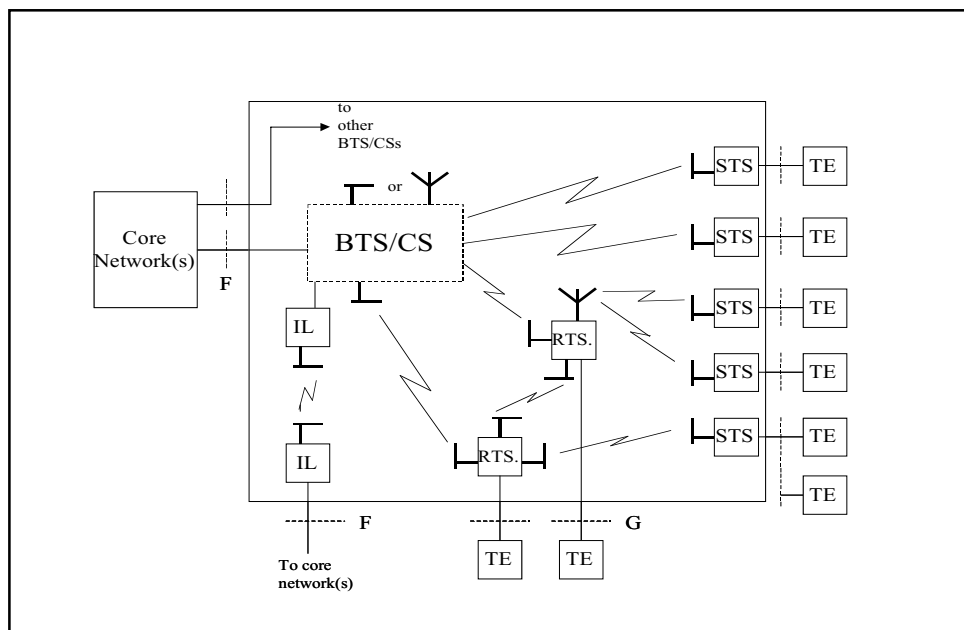 to
other
BTS/CSs
or
STS
TE
Core
Network(s)
BTS/CS
STS
TE
F
IL
RTS.
STS
TE
STS
TE
STS
TE
IL
RTS.
TE
F
G
To core
network(s)
TE
TE